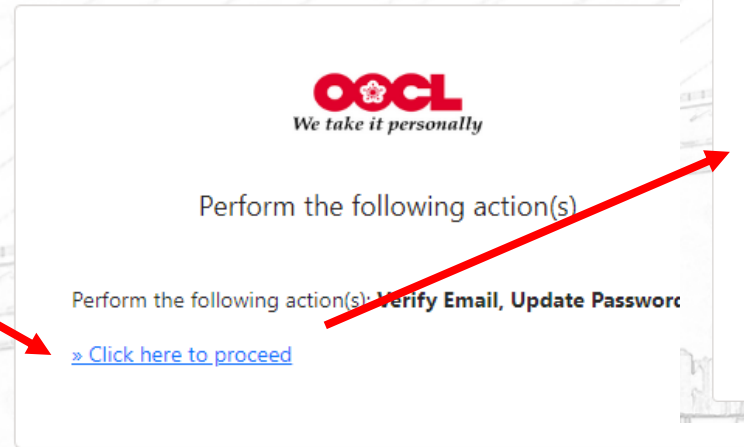 OOCL
We take it personally
Perform the following action(s)
Perform the following action(s): Verify Email, Update Password
» Click here to proceed